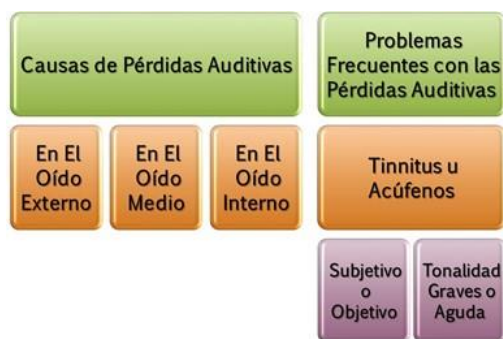 Causas de Pérdidas Auditivas
Problemas
Frecuentes con las
Pérdidas Auditivas
En El
Oído
Externo
En El
Oído
Medio
En El
Oído
Interno
Tinnitus u
Acúfenos
Subjetivo
o
Objetivo
Tonalidad
Graves o
Aguda